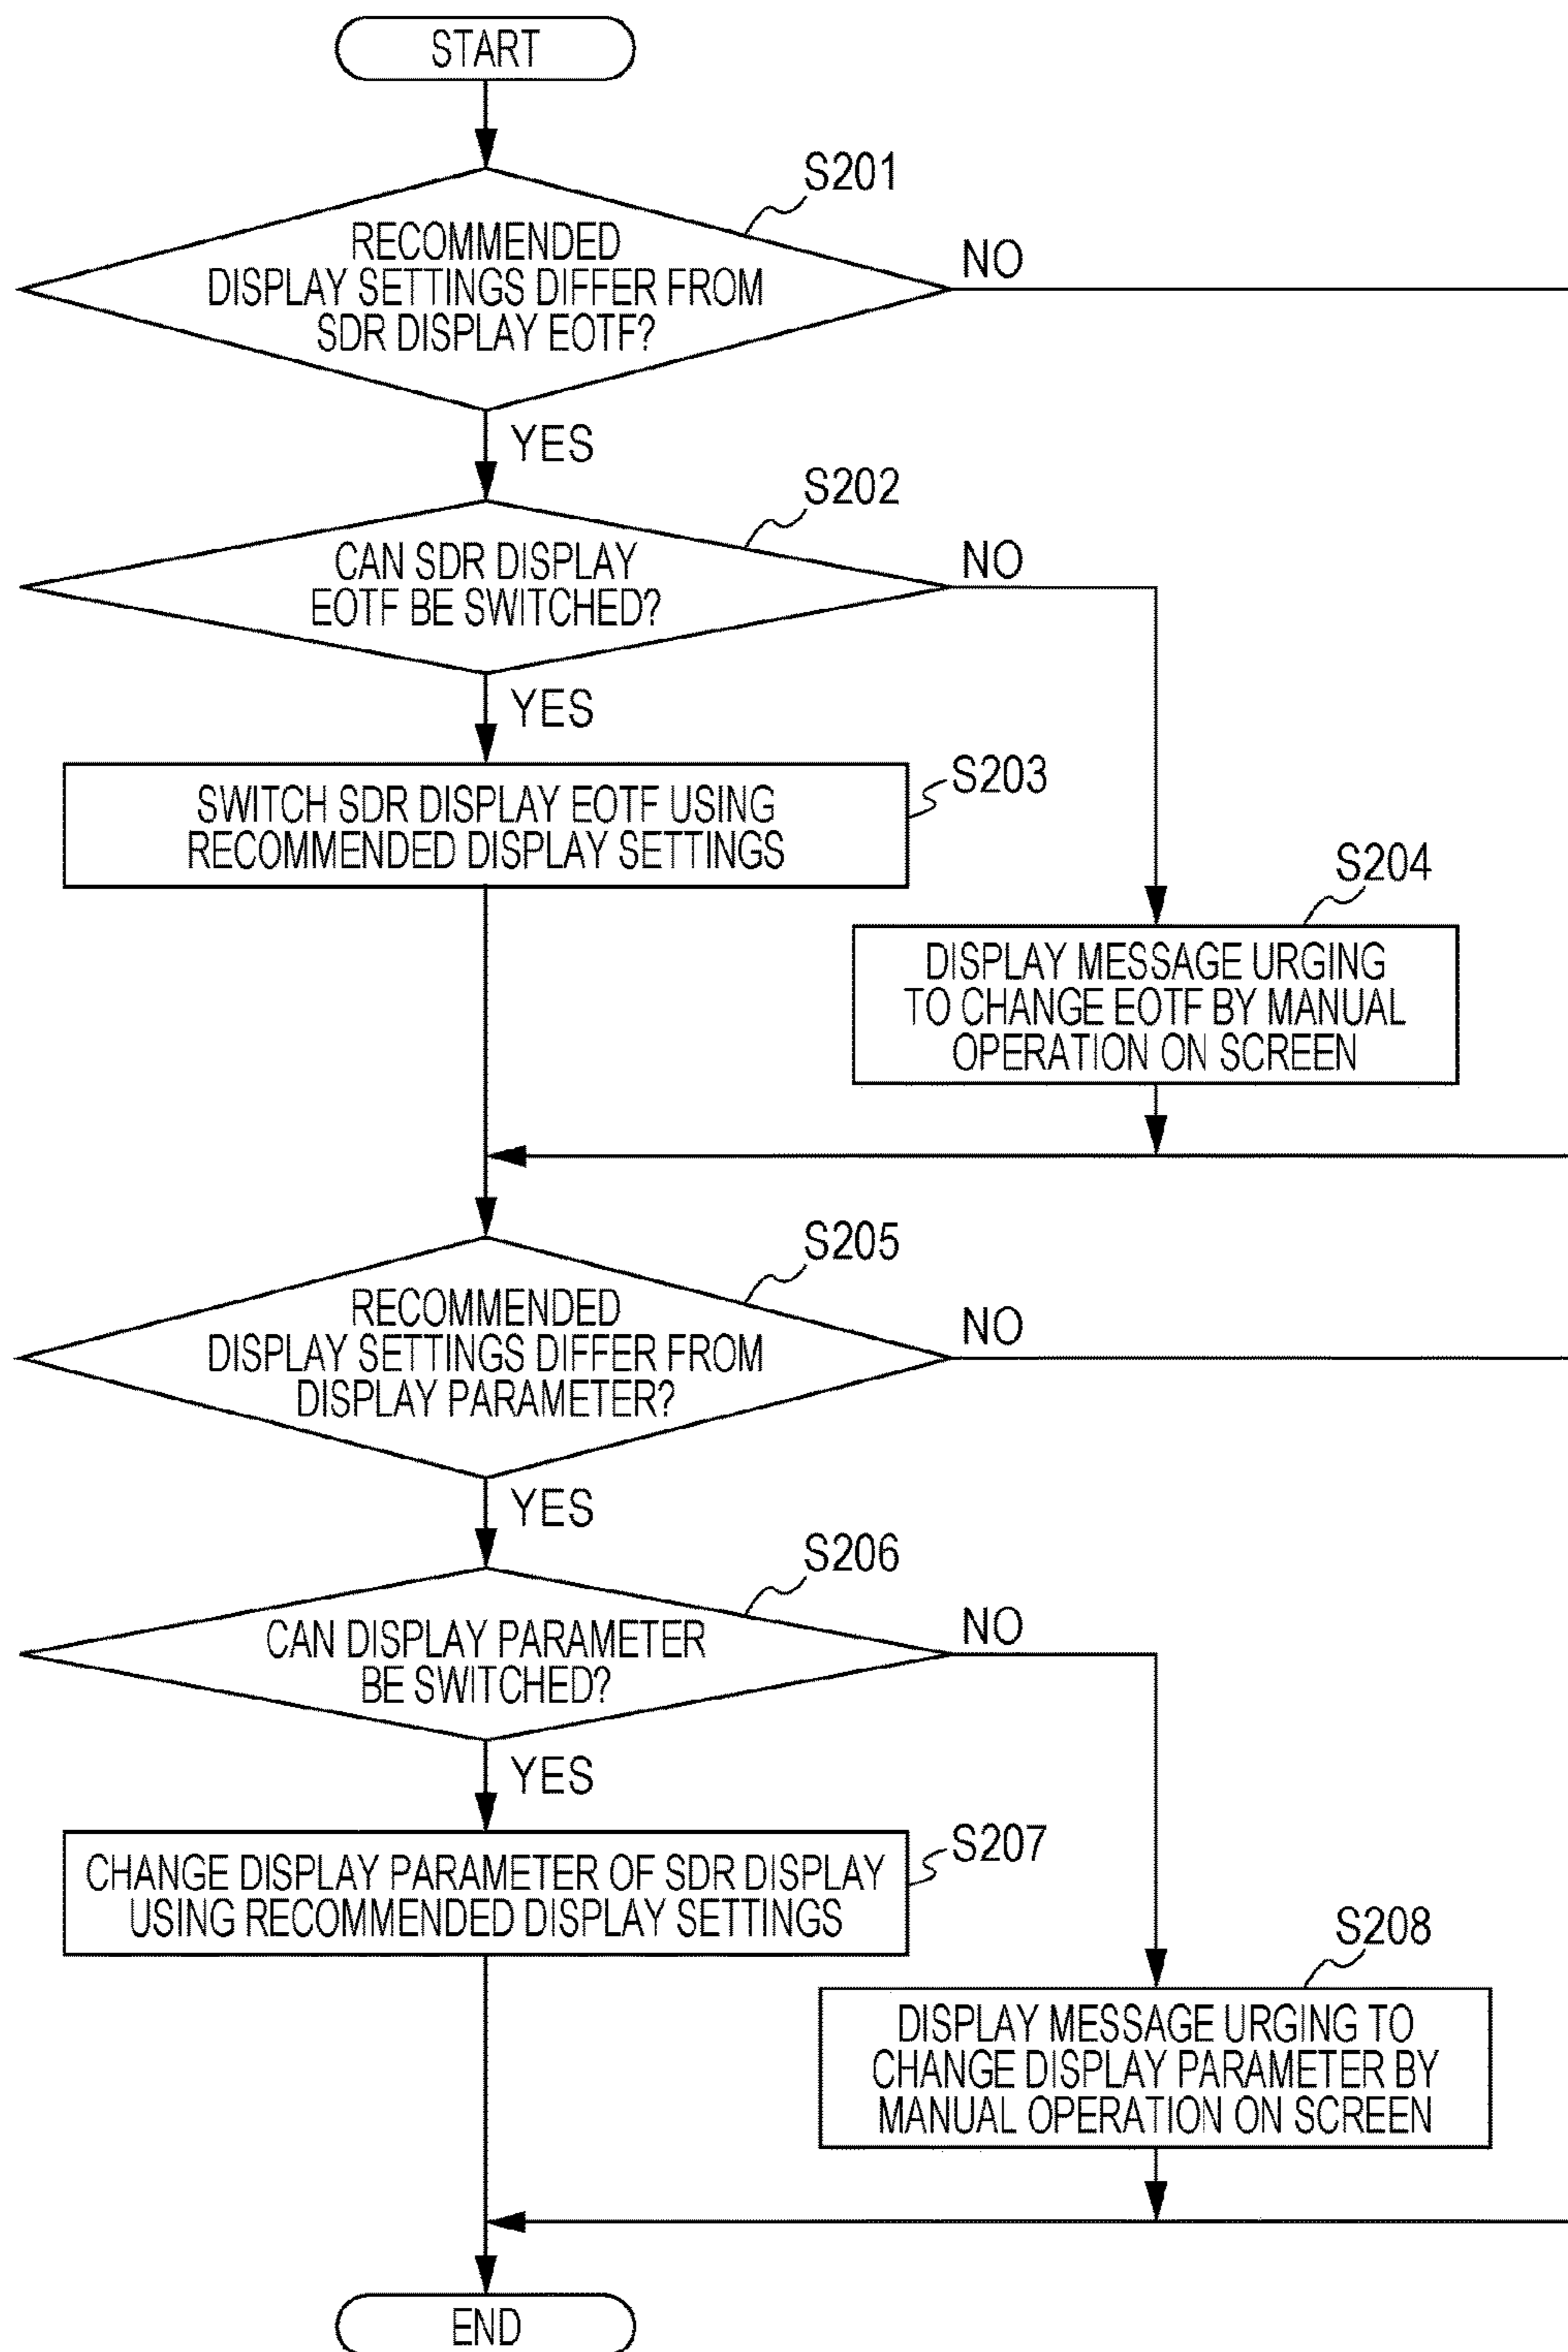 START
S201
RECOMMENDED
DISPLAY SETTINGS DIFFER FROM
SDR DISPLAY EOTF?
NO
YES
S202
CAN SDR DISPLAY
EOTF BE SWITCHED?
NO
YES
S203
SWITCH SDR DISPLAY EOTF USING
RECOMMENDED DISPLAY SETTINGS
S204
DISPLAY MESSAGE URGING
TO CHANGE EOTF BY MANUAL
OPERATION ON SCREEN
S205
RECOMMENDED
DISPLAY SETTINGS DIFFER FROM
DISPLAY PARAMETER?
NO
YES
S206
CAN DISPLAY PARAMETER
BE SWITCHED?
NO
YES
S207
CHANGE DISPLAY PARAMETER OF SDR DISPLAY
USING RECOMMENDED DISPLAY SETTINGS
S208
DISPLAY MESSAGE URGING TO
CHANGE DISPLAY PARAMETER BY
MANUAL OPERATION ON SCREEN
END